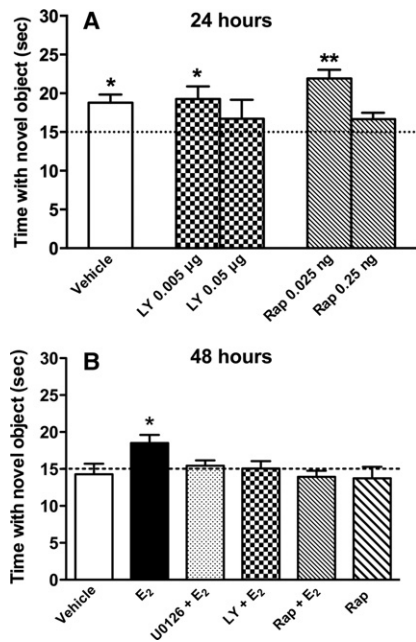 A 24 hours
Time with novel object (sec)
30
25
20
15
10
5
0
* * **
Vehicle
LY 0.005 µg
LY 0.05 µg
Rap 0.025 ng
Rap 0.25 ng
B 48 hours
Time with novel object (sec)
30
25
20
15
10
5
0
*
Vehicle
E₂
U0126 + E₂
LY + E₂
Rap + E₂
Rap